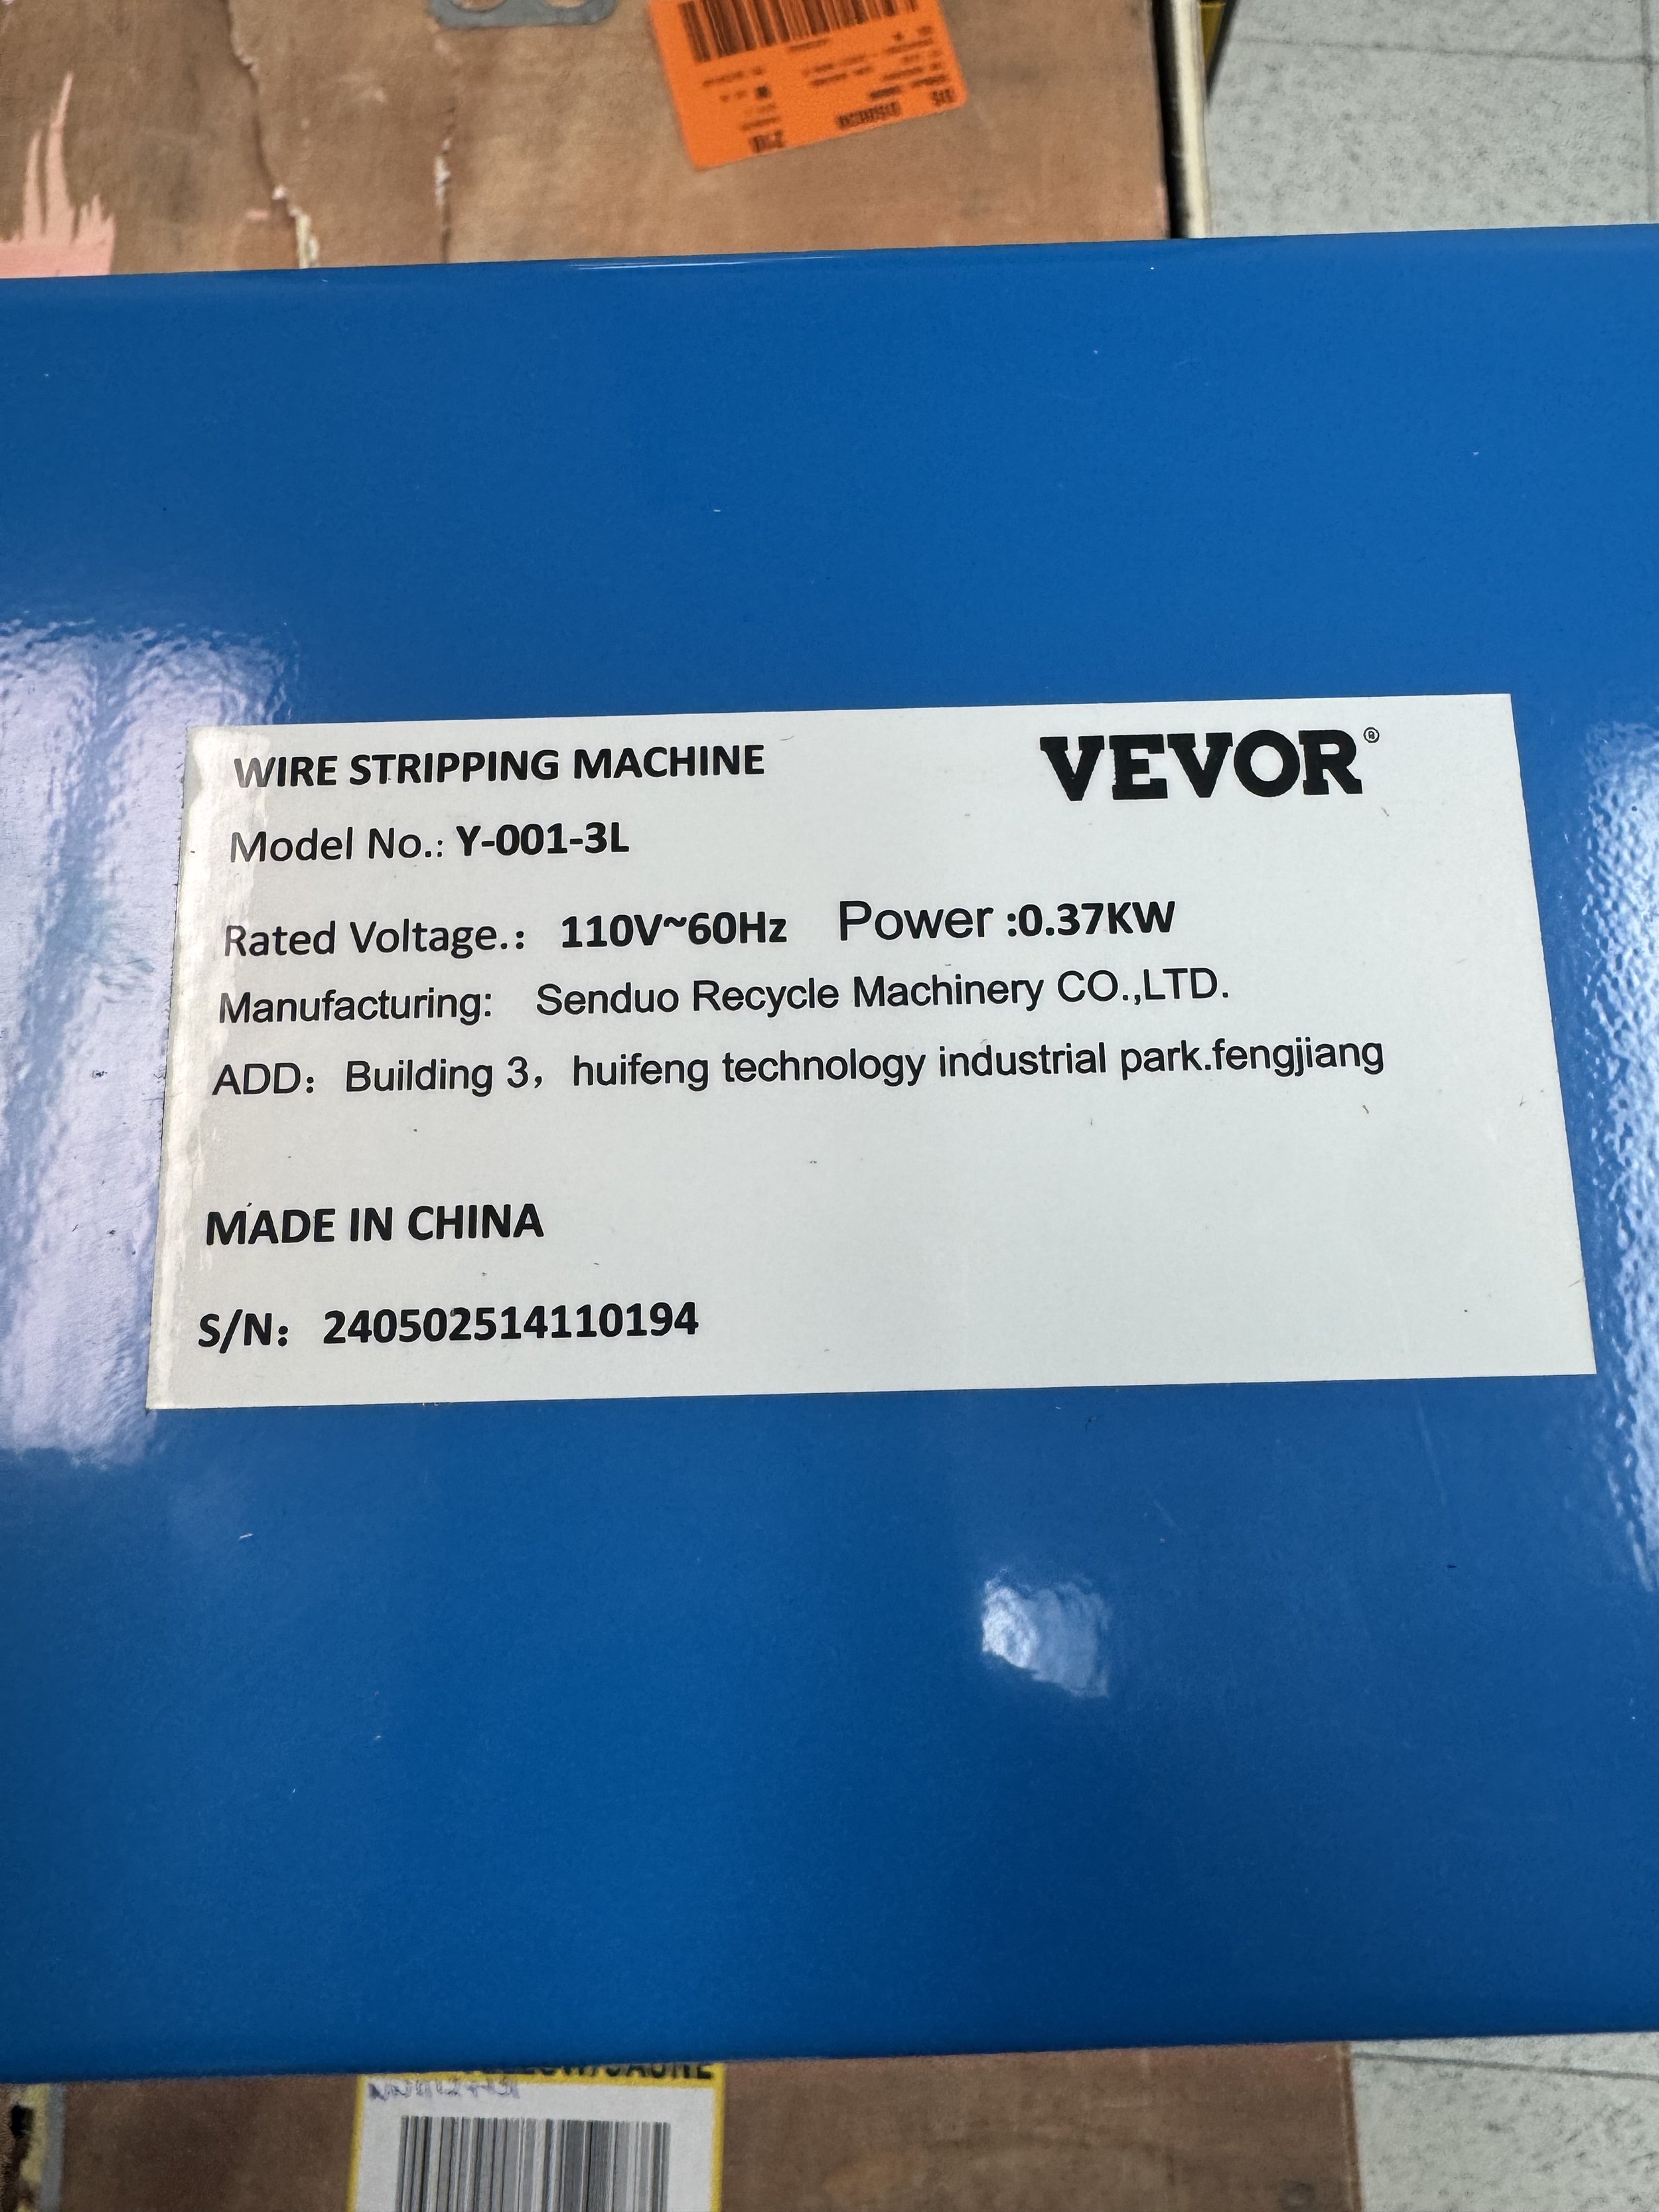 WIRE STRIPPING MACHINE
VEVOR®
Model No.: Y-001-3L
Rated Voltage.: 110V~60Hz Power :0.37KW
Manufacturing: Senduo Recycle Machinery CO.,LTD.
ADD: Building 3, huifeng technology industrial park.fengjiang
MADE IN CHINA
S/N: 240502514110194